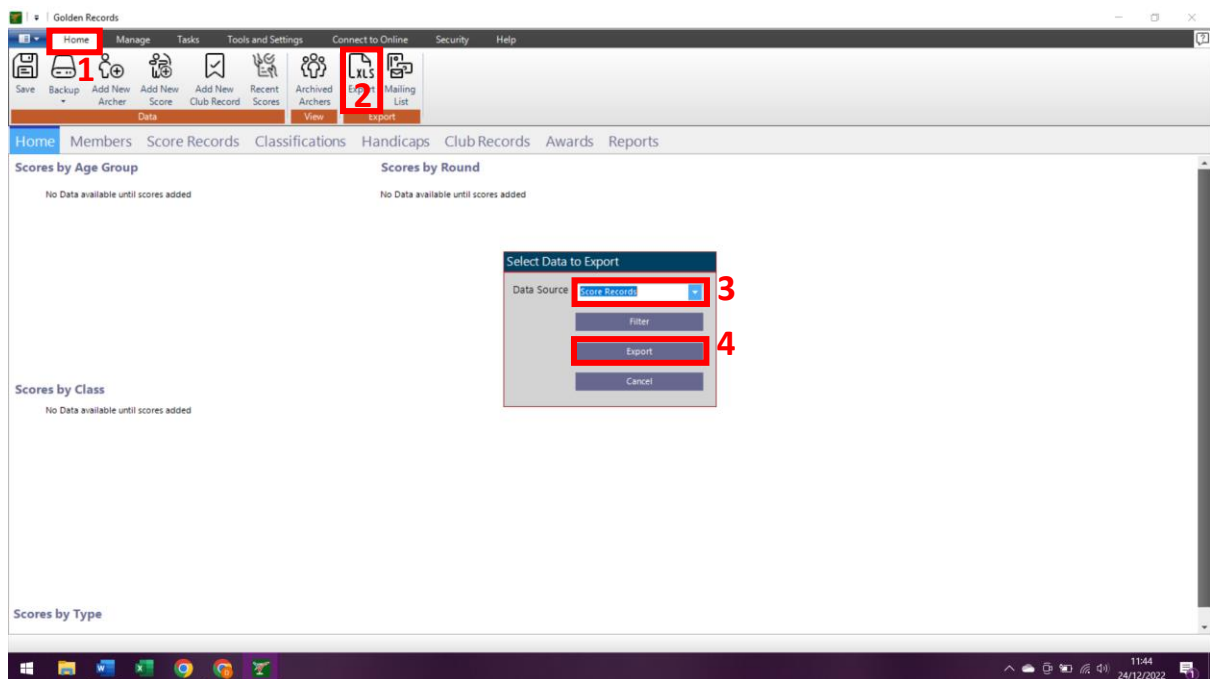 Golden Records
Home Manage Tasks Tools and Settings Connect to Online Security Help
1
2
XLS
Save Backup Add New Archer Add New Score Add New Club Record Recent Scores Archived Archers Export Mailing List
Data View Export
Home Members Score Records Classifications Handicaps Club Records Awards Reports
Scores by Age Group Scores by Round
No Data available until scores added No Data available until scores added
Select Data to Export
Data Source Score Records 3
Filter
Export 4
Cancel
Scores by Class
No Data available until scores added
Scores by Type
11:44
24/12/2022